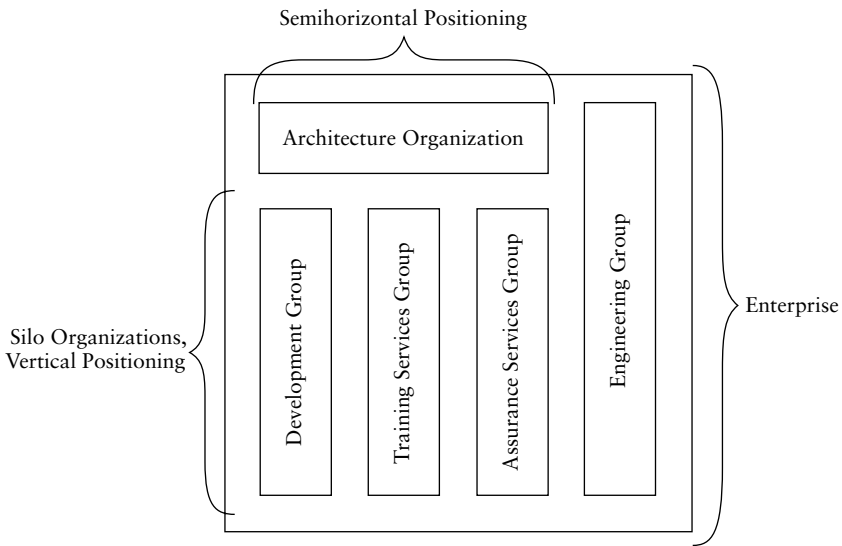 Semihorizontal Positioning
Architecture Organization
Silo Organizations,
Vertical Positioning
Development Group
Training Services Group
Assurance Services Group
Engineering Group
Enterprise